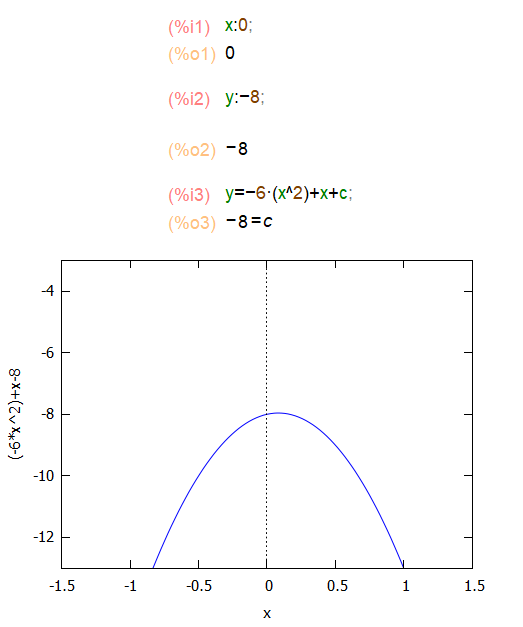 (%i1) x:0;
(%o1) 0
(%i2) y:−8;
(%o2) −8
(%i3) y=−6·(x^2)+x+c;
(%o3) −8=c
-4
-6
-8
-10
-12
(-6*x^2)+x-8
-1.5 -1 -0.5 0 0.5 1 1.5
x